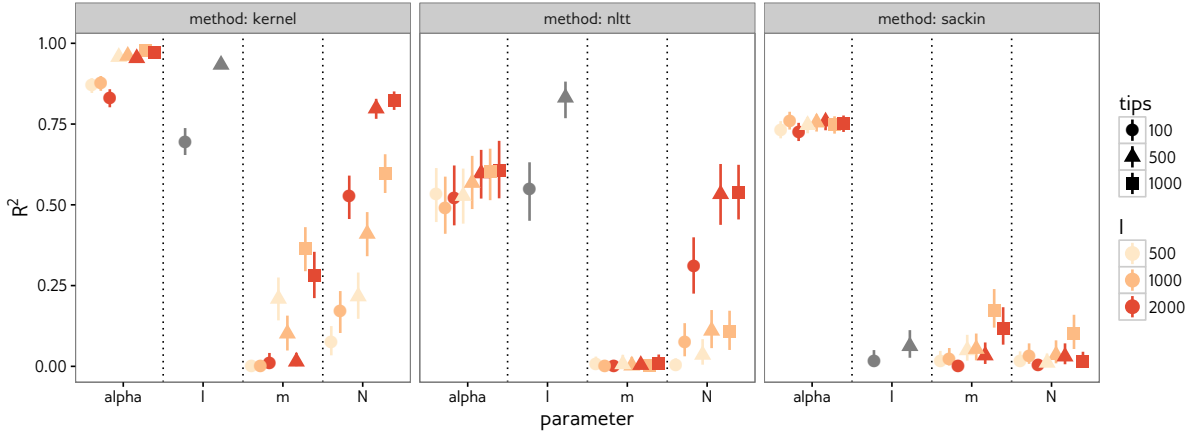 method: kernel
method: nltt
method: sackin
R²
1.00
0.75
0.50
0.25
0.00
alpha
I
m
N
alpha
I
m
N
alpha
I
m
N
parameter
tips
100
500
1000
I
500
1000
2000